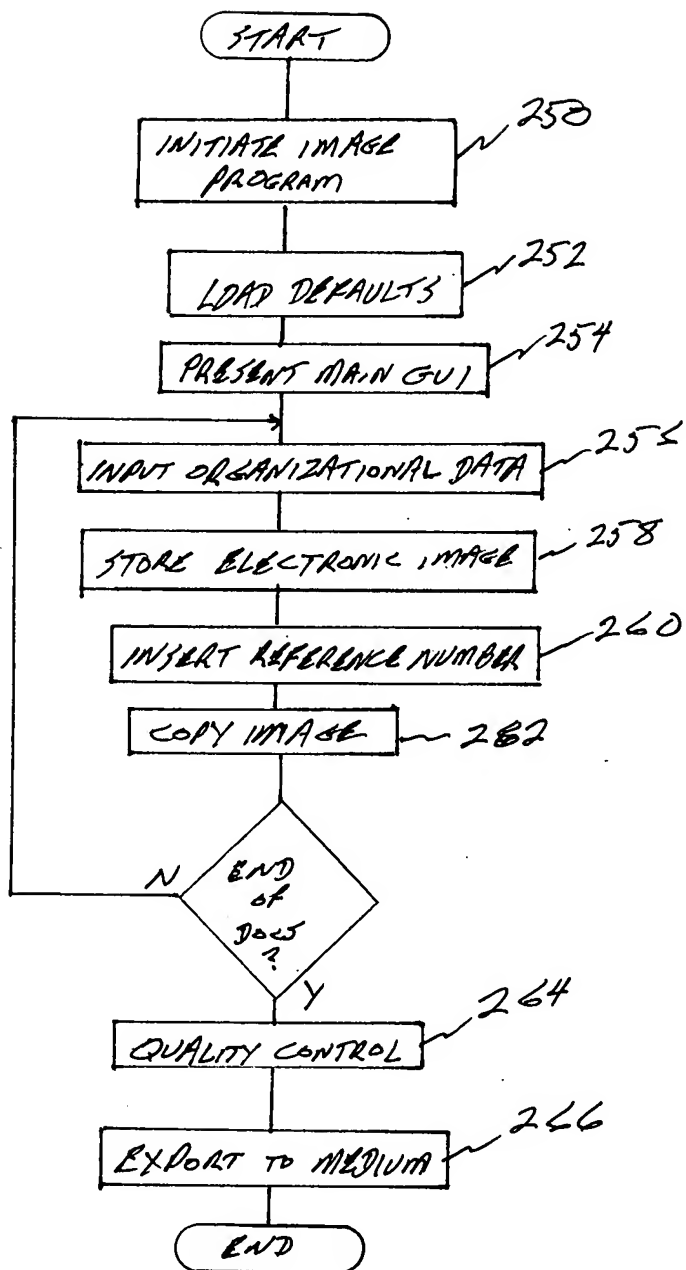 START
250
INITIATE IMAGE
PROGRAM
252
LOAD DEFAULTS
254
PRESENT MAIN GUI
256
INPUT ORGANIZATIONAL DATA
258
STORE ELECTRONIC IMAGE
260
INSERT REFERENCE NUMBER
COPY IMAGE 262
N
END
of
DOCS
?
Y
264
QUALITY CONTROL
266
EXPORT TO MEDIUM
END